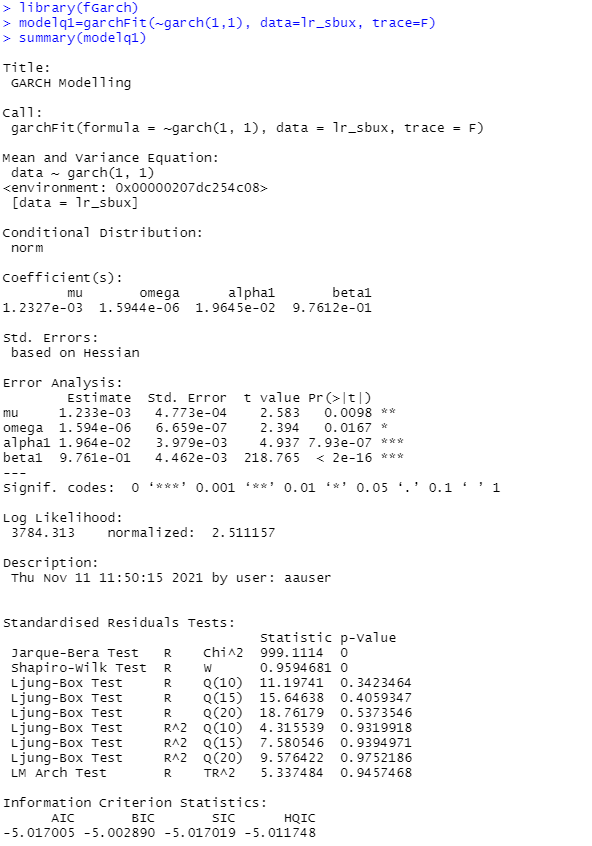 > library(fGarch)
> modelq1=garchFit(~garch(1,1), data=lr_sbux, trace=F)
> summary(modelq1)
Title:
 GARCH Modelling
Call:
 garchFit(formula = ~garch(1, 1), data = lr_sbux, trace = F)
Mean and Variance Equation:
 data ~ garch(1, 1)
<environment: 0x00000207dc254c08>
 [data = lr_sbux]
Conditional Distribution:
 norm
Coefficient(s):
        mu       omega      alpha1       beta1
1.2327e-03  1.5944e-06  1.9645e-02  9.7612e-01
Std. Errors:
 based on Hessian
Error Analysis:
        Estimate  Std. Error  t value Pr(>|t|)
mu     1.233e-03   4.773e-04    2.583   0.0098 **
omega  1.594e-06   6.659e-07    2.394   0.0167 *
alpha1 1.964e-02   3.979e-03    4.937 7.93e-07 ***
beta1  9.761e-01   4.462e-03  218.765  < 2e-16 ***
---
Signif. codes:  0 ‘***’ 0.001 ‘**’ 0.01 ‘*’ 0.05 ‘.’ 0.1 ‘ ’ 1
Log Likelihood:
 3784.313    normalized:  2.511157
Description:
 Thu Nov 11 11:50:15 2021 by user: aauser
Standardised Residuals Tests:
                                Statistic p-Value
 Jarque-Bera Test   R    Chi^2  999.1114  0
 Shapiro-Wilk Test  R    W      0.9594681 0
 Ljung-Box Test     R    Q(10)  11.19741  0.3423464
 Ljung-Box Test     R    Q(15)  15.64638  0.4059347
 Ljung-Box Test     R    Q(20)  18.76179  0.5373546
 Ljung-Box Test     R^2  Q(10)  4.315539  0.9319918
 Ljung-Box Test     R^2  Q(15)  7.580546  0.9394971
 Ljung-Box Test     R^2  Q(20)  9.576422  0.9752186
 LM Arch Test       R    TR^2   5.337484  0.9457468
Information Criterion Statistics:
      AIC       BIC       SIC      HQIC
-5.017005 -5.002890 -5.017019 -5.011748